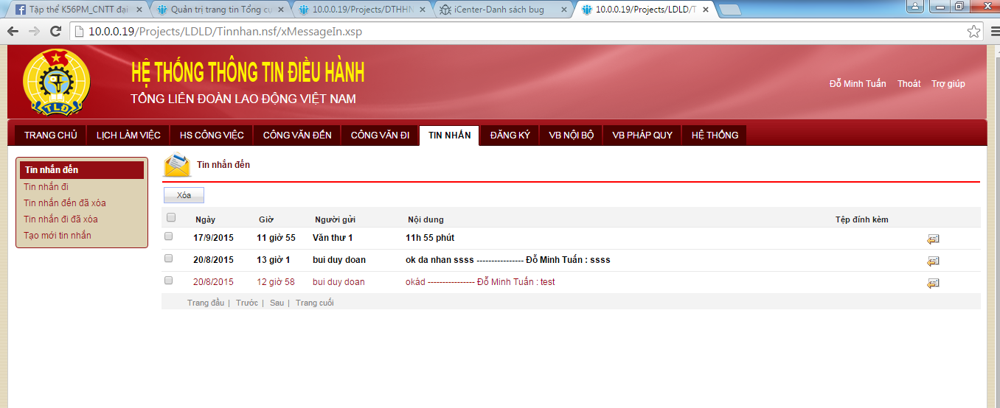 Tập thể K56PM_CNTT đại
Quản trị trang tin Tổng cụ
10.0.0.19/Projects/DTHHN
iCenter-Danh sách bug
10.0.0.19/Projects/LDLD/T
10.0.0.19/Projects/LDLD/Tinnhan.nsf/xMessageIn.xsp
HỆ THỐNG THÔNG TIN ĐIỀU HÀNH
TỔNG LIÊN ĐOÀN LAO ĐỘNG VIỆT NAM
TLĐ
Đỗ Minh Tuấn Thoát Trợ giúp
TRANG CHỦ LỊCH LÀM VIỆC HS CÔNG VIỆC CÔNG VĂN ĐẾN CÔNG VĂN ĐI TIN NHẮN ĐĂNG KÝ VB NỘI BỘ VB PHÁP QUY HỆ THỐNG
Tin nhắn đến
Tin nhắn đi
Tin nhắn đến đã xóa
Tin nhắn đi đã xóa
Tạo mới tin nhắn
Tin nhắn đến
Xóa
Ngày Giờ Người gửi Nội dung Tệp đính kèm
17/9/2015 11 giờ 55 Văn thư 1 11h 55 phút
20/8/2015 13 giờ 1 bui duy doan ok da nhan ssss ---------------- Đỗ Minh Tuấn : ssss
20/8/2015 12 giờ 58 bui duy doan okád ---------------- Đỗ Minh Tuấn : test
Trang đầu | Trước | Sau | Trang cuối